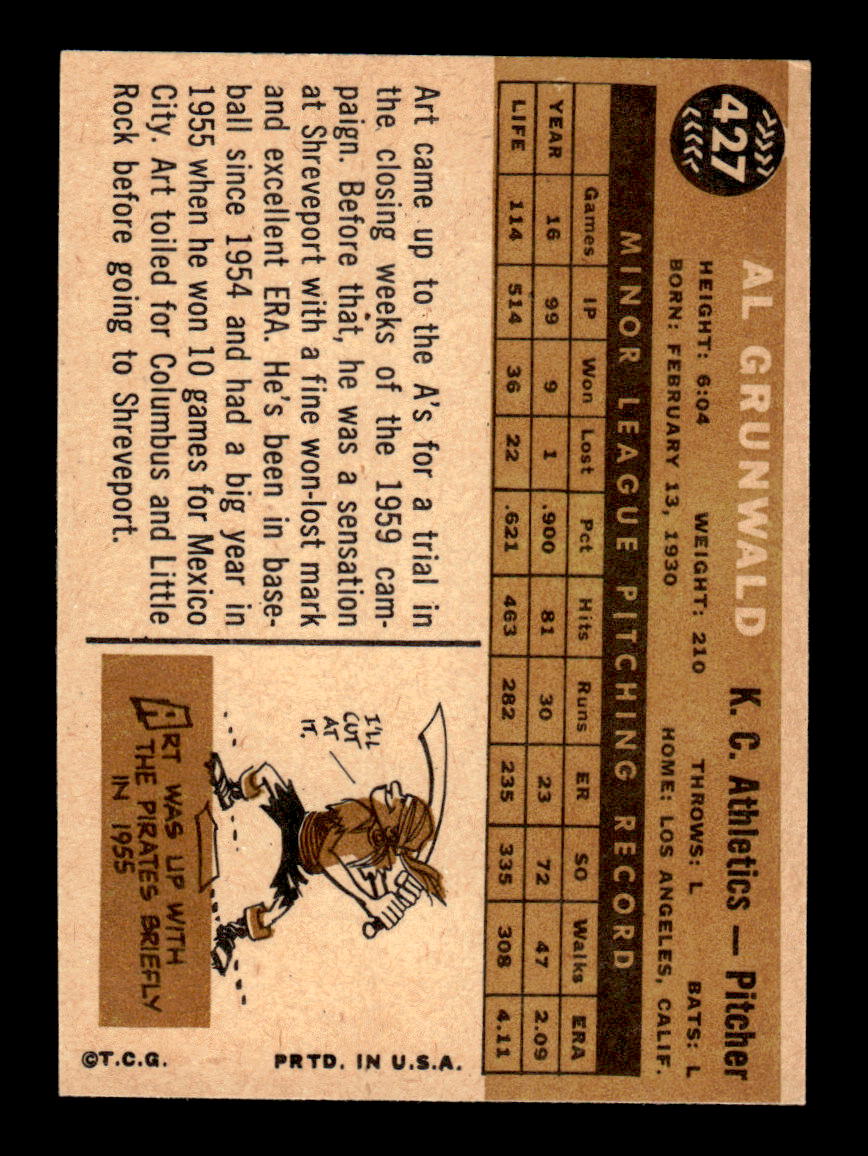 427
AL GRUNWALD K. C. Athletics — Pitcher
HEIGHT: 6:04 WEIGHT: 210 THROWS: L BATS: L
BORN: FEBRUARY 13, 1930 HOME: LOS ANGELES, CALIF.
MINOR LEAGUE PITCHING RECORD
Games IP Won Lost Pct Hits Runs ER SO Walks ERA
YEAR 16 99 9 1 .900 81 30 23 72 47 2.09
LIFE 114 514 36 22 .621 463 282 235 335 308 4.11
Art came up to the A's for a trial in
the closing weeks of the 1959 cam-
paign. Before that, he was a sensation
at Shreveport with a fine won-lost mark
and excellent ERA. He's been in base-
ball since 1954 and had a big year in
1955 when he won 10 games for Mexico
City. Art toiled for Columbus and Little
Rock before going to Shreveport.
I'LL
CUT
AT
IT.
ART WAS UP WITH
THE PIRATES BRIEFLY
IN 1955
©T.C.G. PRTD. IN U.S.A.